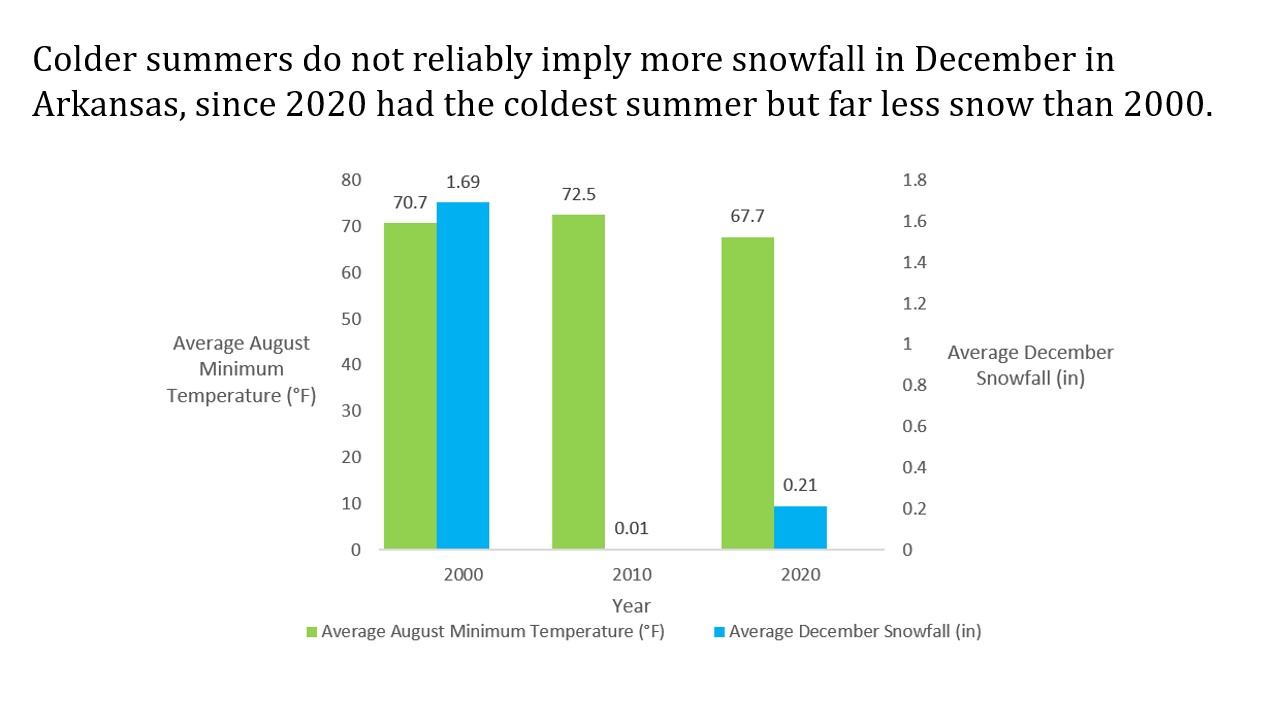 Colder summers do not reliably imply more snowfall in December in
Arkansas, since 2020 had the coldest summer but far less snow than 2000.
80
70
60
50
40
30
20
10
0
Average August
Minimum
Temperature (°F)
70.7
1.69
72.5
0.01
67.7
0.21
1.8
1.6
1.4
1.2
1
0.8
0.6
0.4
0.2
0
Average December
Snowfall (in)
2000
2010
2020
Year
Average August Minimum Temperature (°F)
Average December Snowfall (in)